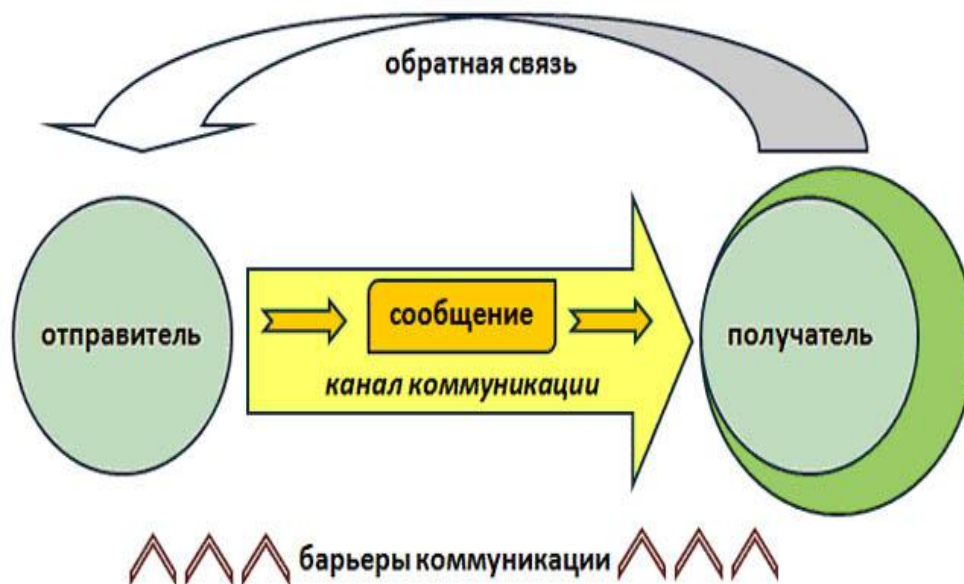 обратная связь
отправитель
сообщение
канал коммуникации
получатель
барьеры коммуникации